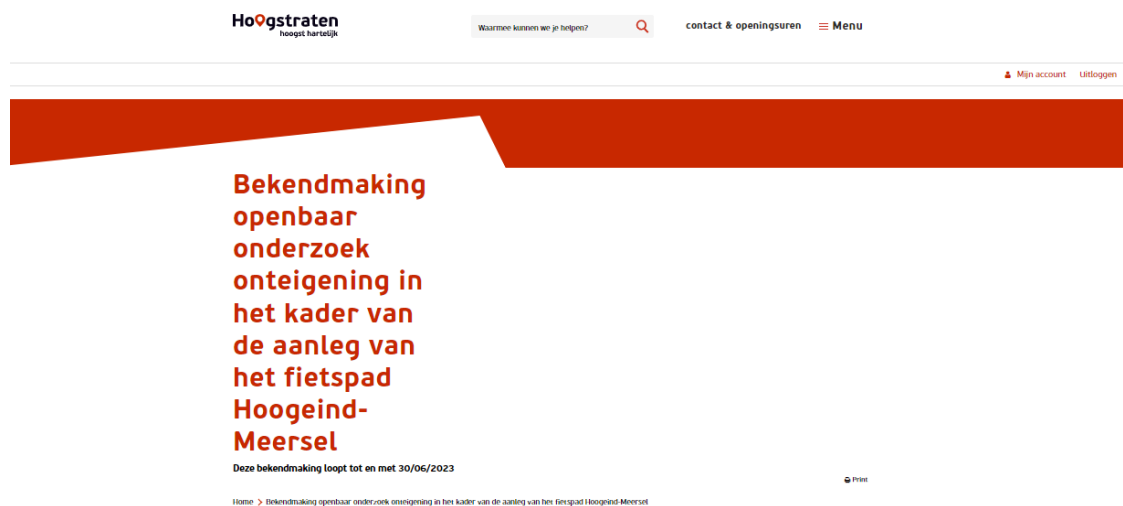 Hoogstraten
hoogst hartelijk
Waarmee kunnen we je helpen?
contact & openingsuren
Menu
Mijn account Uitloggen
Bekendmaking
openbaar
onderzoek
onteigening in
het kader van
de aanleg van
het fietspad
Hoogeind-
Meersel
Deze bekendmaking loopt tot en met 30/06/2023
Print
Home > Bekendmaking openbaar onderzoek onteigening in het kader van de aanleg van het fietspad Hoogeind-Meersel